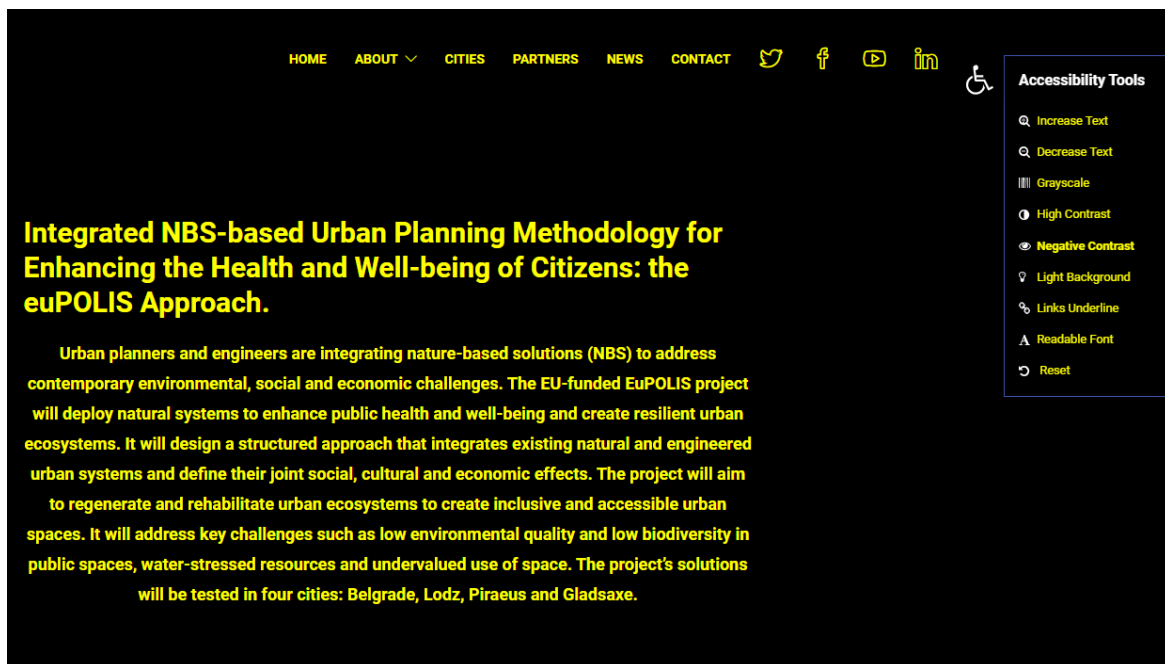 HOME ABOUT CITIES PARTNERS NEWS CONTACT
Accessibility Tools
Increase Text
Decrease Text
Grayscale
High Contrast
Negative Contrast
Light Background
Links Underline
Readable Font
Reset
Integrated NBS-based Urban Planning Methodology for
Enhancing the Health and Well-being of Citizens: the
euPOLIS Approach.
Urban planners and engineers are integrating nature-based solutions (NBS) to address
contemporary environmental, social and economic challenges. The EU-funded EuPOLIS project
will deploy natural systems to enhance public health and well-being and create resilient urban
ecosystems. It will design a structured approach that integrates existing natural and engineered
urban systems and define their joint social, cultural and economic effects. The project will aim
to regenerate and rehabilitate urban ecosystems to create inclusive and accessible urban
spaces. It will address key challenges such as low environmental quality and low biodiversity in
public spaces, water-stressed resources and undervalued use of space. The project's solutions
will be tested in four cities: Belgrade, Lodz, Piraeus and Gladsaxe.